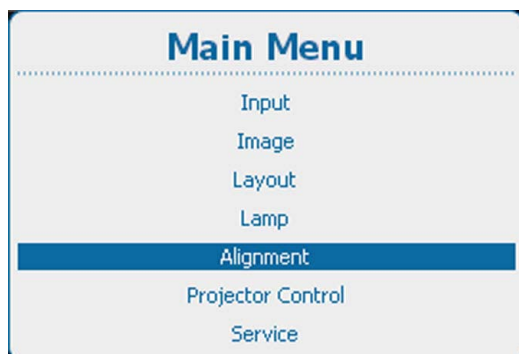 Main Menu
Input
Image
Layout
Lamp
Alignment
Projector Control
Service